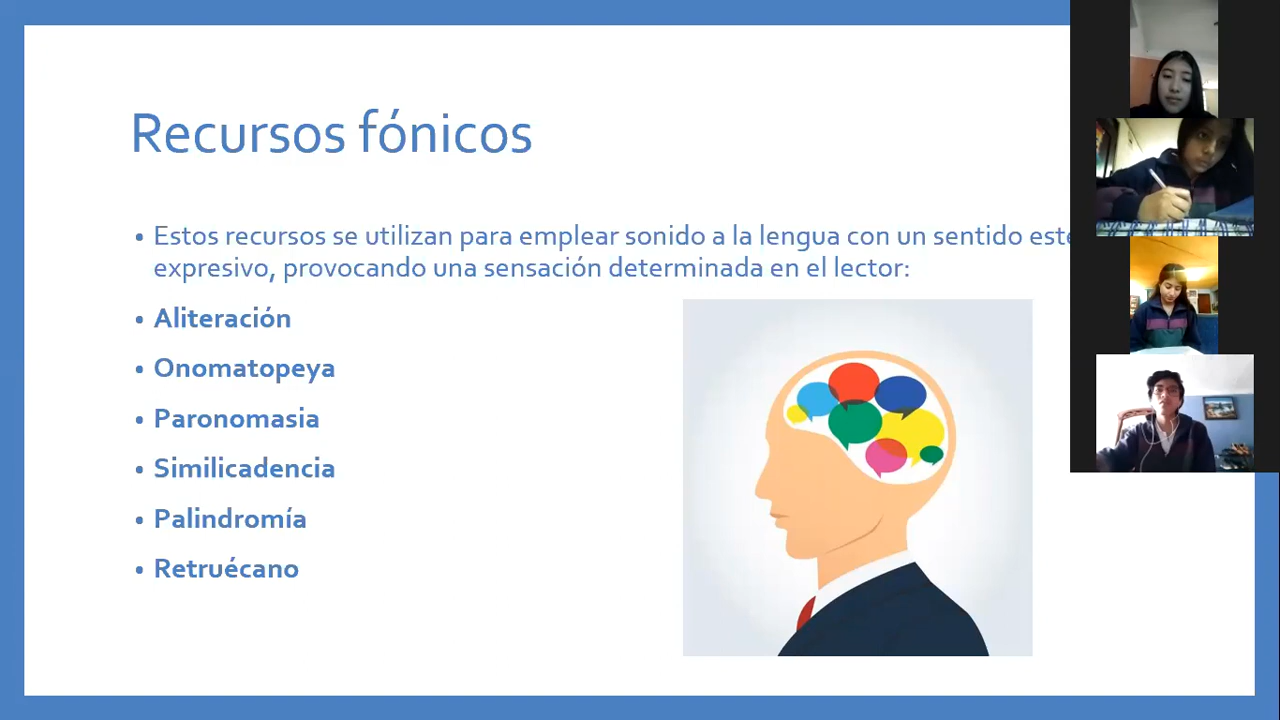 Recursos fónicos
• Estos recursos se utilizan para emplear sonido a la lengua con un sentido
expresivo, provocando una sensación determinada en el lector:
• Aliteración
• Onomatopeya
• Paronomasia
• Similicadencia
• Palindromía
• Retruécano